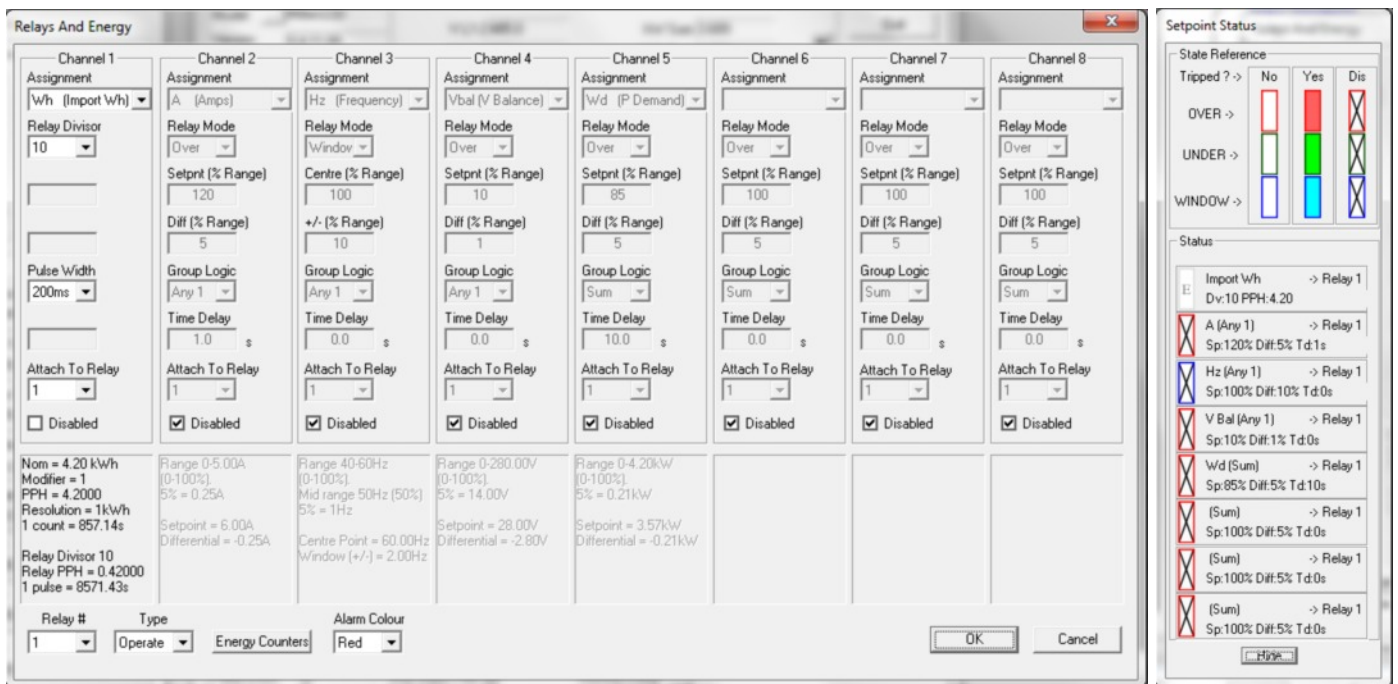 Relays And Energy
Channel 1
Assignment
Wh (Import Wh)
Relay Divisor
10
Pulse Width
200ms
Attach To Relay
1
Disabled
Nom = 4.20 kWh
Modifier = 1
PPH = 4.2000
Resolution = 1kWh
1 count = 857.14s
Relay Divisor 10
Relay PPH = 0.42000
1 pulse = 8571.43s
Channel 2
Assignment
A (Amps)
Relay Mode
Over
Setpnt (% Range)
120
Diff (% Range)
5
Group Logic
Any 1
Time Delay
1.0 s
Attach To Relay
1
Disabled
Range 0-5.00A
(0-100%).
5% = 0.25A
Setpoint = 6.00A
Differential = -0.25A
Channel 3
Assignment
Hz (Frequency)
Relay Mode
Window
Centre (% Range)
100
+/- (% Range)
10
Group Logic
Any 1
Time Delay
0.0 s
Attach To Relay
1
Disabled
Range 40-60Hz
(0-100%).
Mid range 50Hz (50%)
5% = 1Hz
Centre Point = 60.00Hz
Window (+/-) = 2.00Hz
Channel 4
Assignment
Vbal (V Balance)
Relay Mode
Over
Setpnt (% Range)
10
Diff (% Range)
1
Group Logic
Any 1
Time Delay
0.0 s
Attach To Relay
1
Disabled
Range 0-280.00V
(0-100%).
5% = 14.00V
Setpoint = 28.00V
Differential = -2.80V
Channel 5
Assignment
Wd (P Demand)
Relay Mode
Over
Setpnt (% Range)
85
Diff (% Range)
5
Group Logic
Sum
Time Delay
10.0 s
Attach To Relay
1
Disabled
Range 0-4.20kW
(0-100%).
5% = 0.21kW
Setpoint = 3.57kW
Differential = -0.21kW
Channel 6
Assignment
Relay Mode
Over
Setpnt (% Range)
100
Diff (% Range)
5
Group Logic
Sum
Time Delay
0.0 s
Attach To Relay
1
Disabled
Channel 7
Assignment
Relay Mode
Over
Setpnt (% Range)
100
Diff (% Range)
5
Group Logic
Sum
Time Delay
0.0 s
Attach To Relay
1
Disabled
Channel 8
Assignment
Relay Mode
Over
Setpnt (% Range)
100
Diff (% Range)
5
Group Logic
Sum
Time Delay
0.0 s
Attach To Relay
1
Disabled
Relay # Type Alarm Colour
1 Operate Energy Counters Red OK Cancel
Setpoint Status
State Reference
Tripped ? -> No Yes Dis
OVER ->
UNDER ->
WINDOW ->
Status
E
Import Wh -> Relay 1
Dv:10 PPH:4.20
A (Any 1) -> Relay 1
Sp:120% Diff:5% Td:1s
Hz (Any 1) -> Relay 1
Sp:100% Diff:10% Td:0s
V Bal (Any 1) -> Relay 1
Sp:10% Diff:1% Td:0s
Wd (Sum) -> Relay 1
Sp:85% Diff:5% Td:10s
(Sum) -> Relay 1
Sp:100% Diff:5% Td:0s
(Sum) -> Relay 1
Sp:100% Diff:5% Td:0s
(Sum) -> Relay 1
Sp:100% Diff:5% Td:0s
Hide